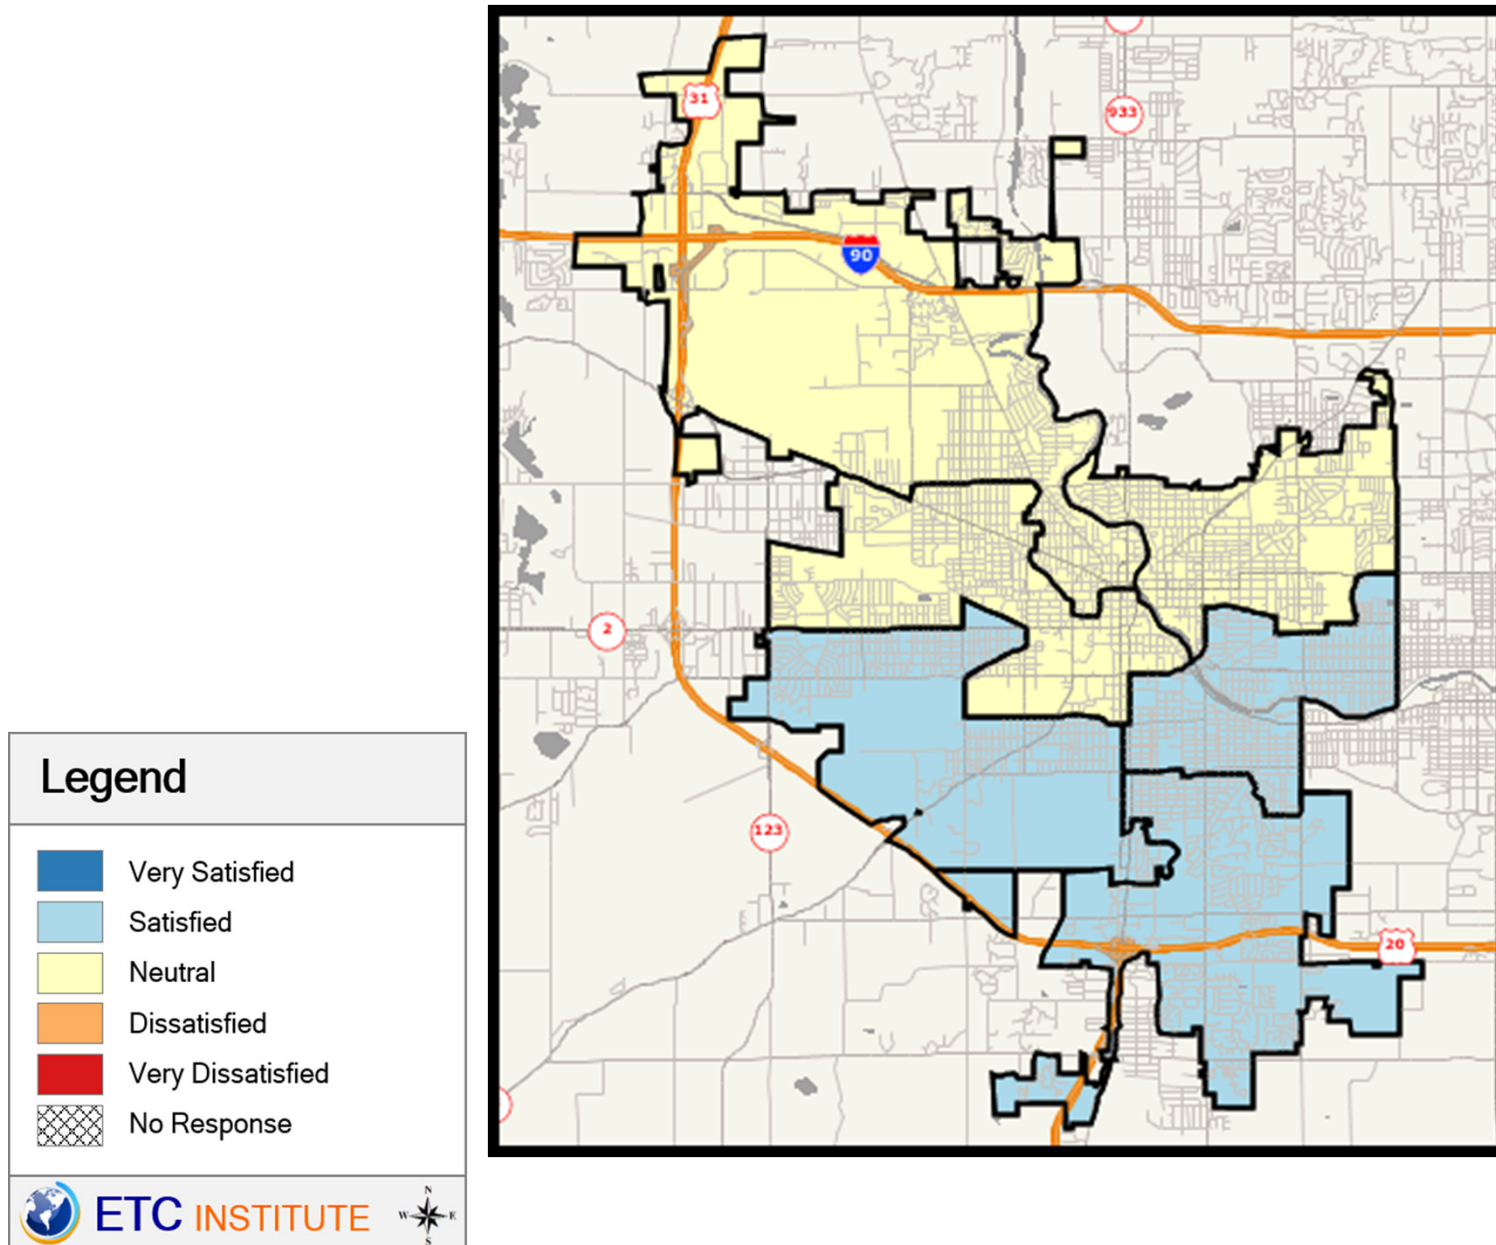 31
933
90
2
123
20
Legend
Very Satisfied
Satisfied
Neutral
Dissatisfied
Very Dissatisfied
No Response
ETC INSTITUTE
N
W E
S